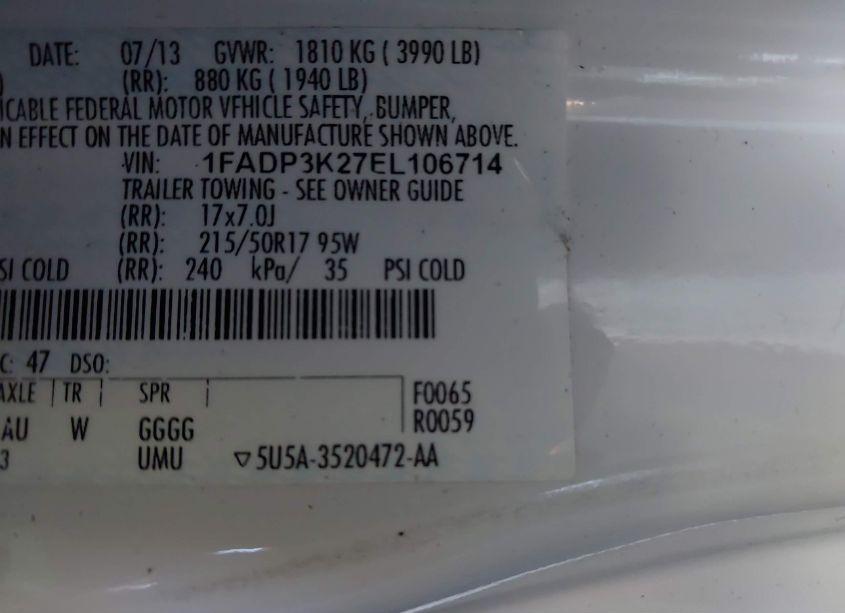 DATE: 07/13 GVWR: 1810 KG ( 3990 LB)
) (RR): 880 KG ( 1940 LB)
ICABLE FEDERAL MOTOR VEHICLE SAFETY, BUMPER,
N EFFECT ON THE DATE OF MANUFACTURE SHOWN ABOVE.
VIN: 1FADP3K27EL106714
TRAILER TOWING - SEE OWNER GUIDE
(RR): 17x7.0J
(RR): 215/50R17 95W
SI COLD (RR): 240 kPa/ 35 PSI COLD
C: 47 DSO:
AXLE TR SPR F0065
AU W GGGG R0059
3 UMU ▽5U5A-3520472-AA